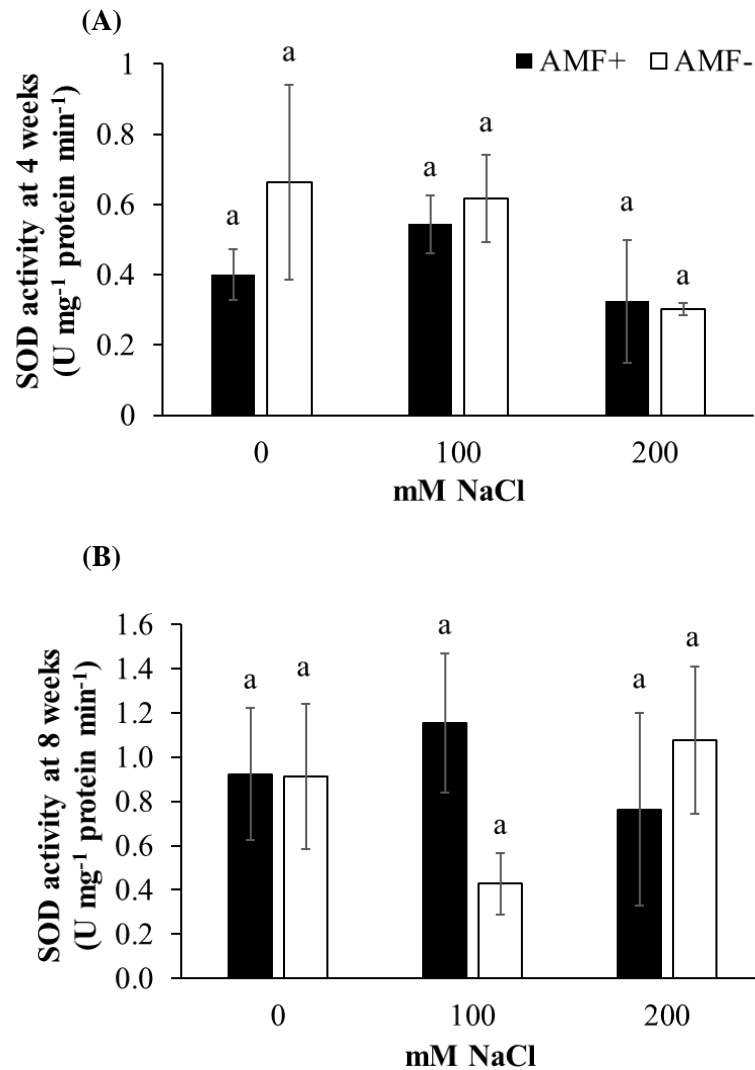 (A)
AMF+ AMF-
a a a a a a
SOD activity at 4 weeks
(U mg⁻¹ protein min⁻¹)
1
0.8
0.6
0.4
0.2
0
0 100 200
mM NaCl
(B)
a a a a a a
SOD activity at 8 weeks
(U mg⁻¹ protein min⁻¹)
1.6
1.4
1.2
1.0
0.8
0.6
0.4
0.2
0.0
0 100 200
mM NaCl